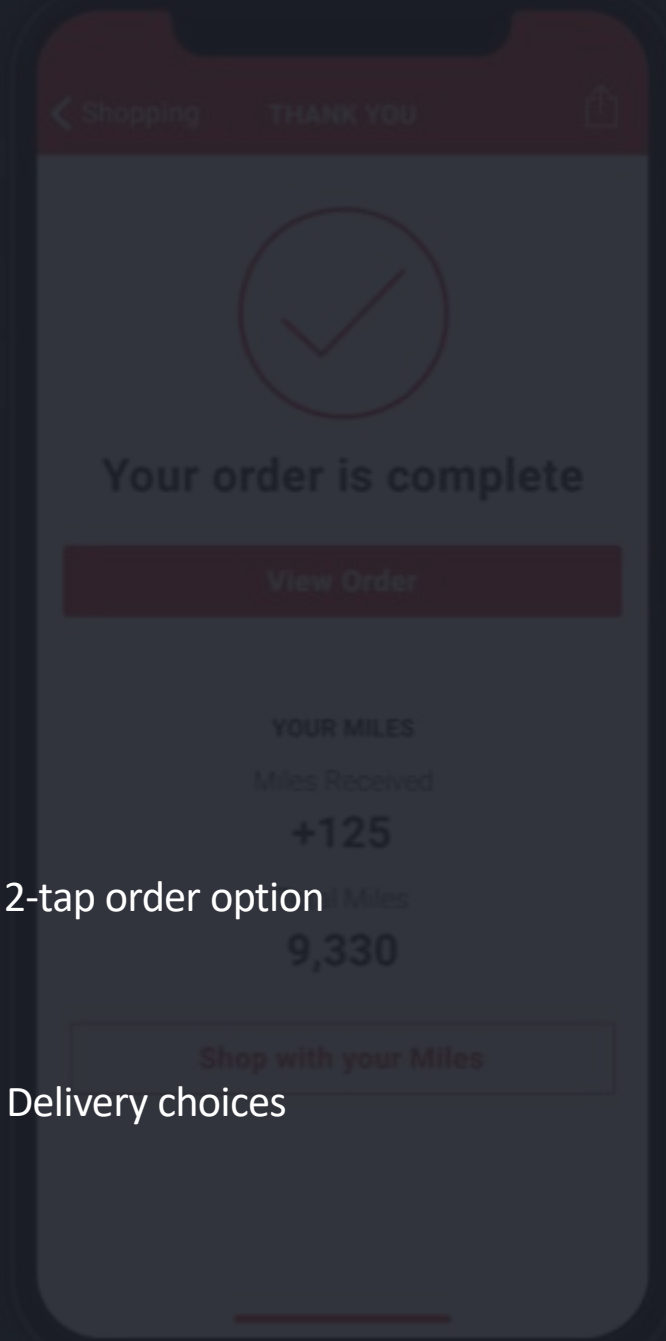 Shopping THANK YOU
Your order is complete
View Order
YOUR MILES
Miles Received
+125
2-tap order option Miles
9,330
Shop with your Miles
Delivery choices